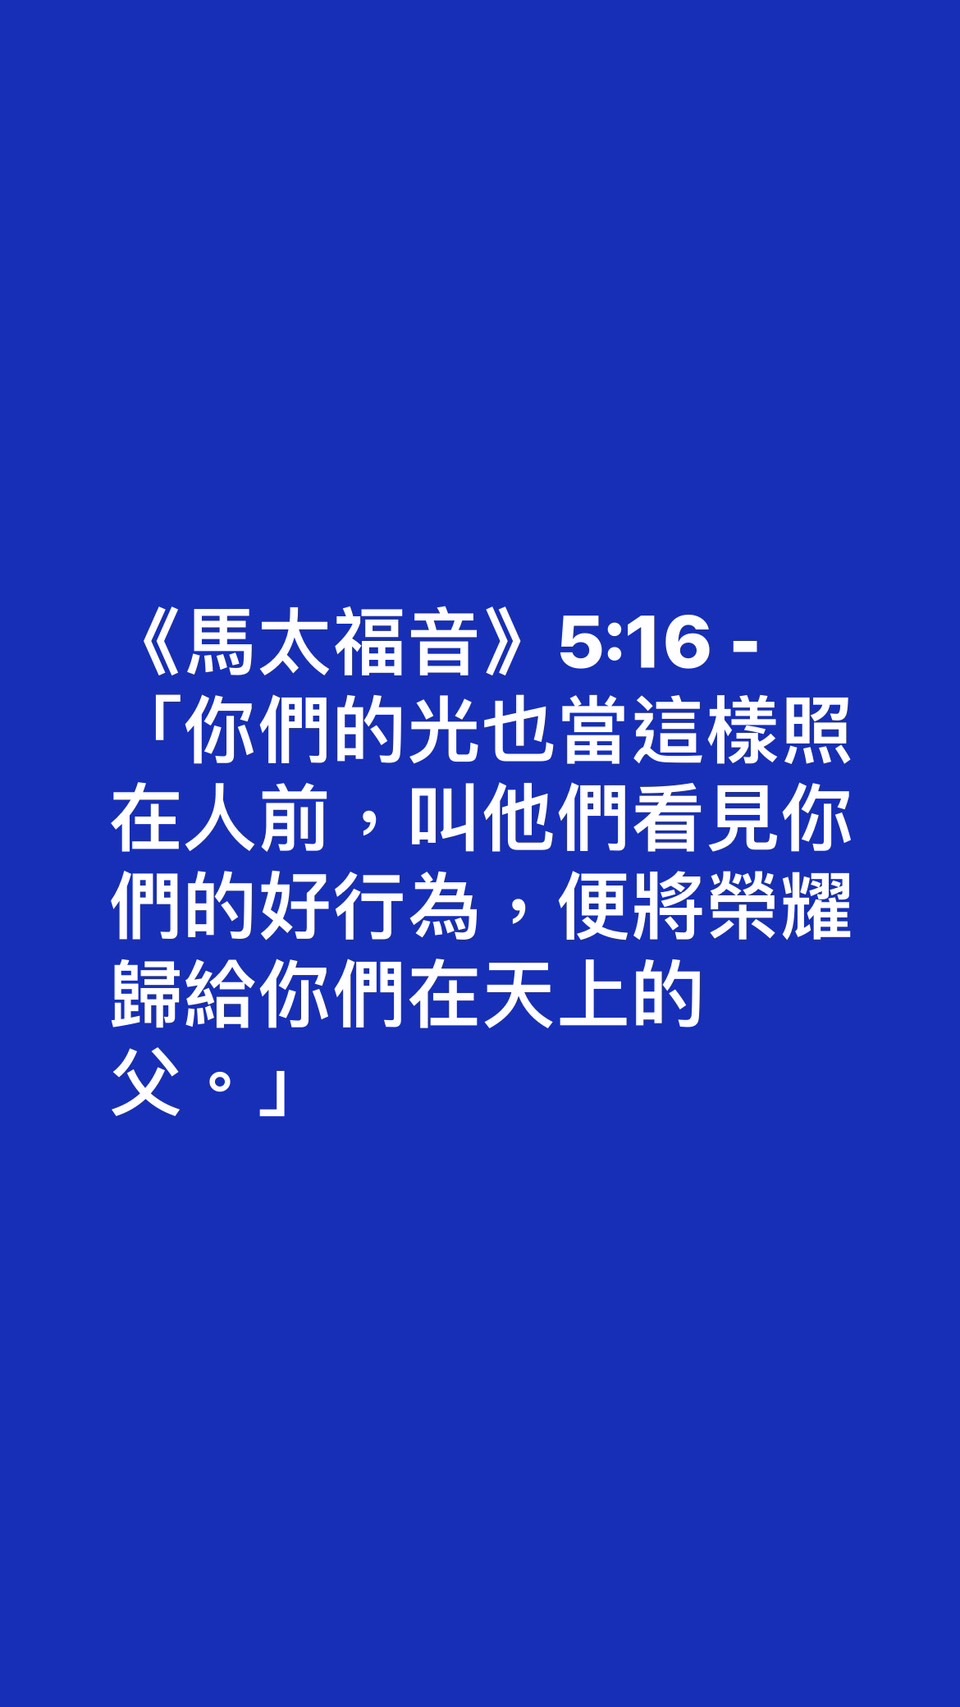 《馬太福音》5:16 -
「你們的光也當這樣照
在人前，叫他們看見你
們的好行為，便將榮耀
歸給你們在天上的
父。」